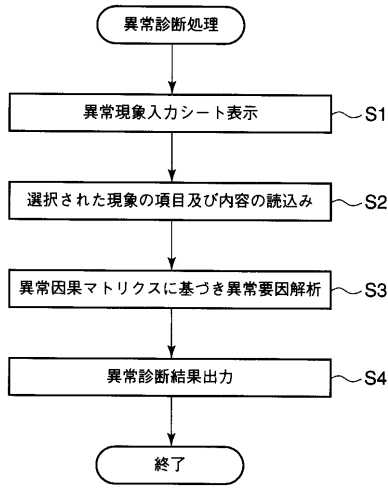 異常診断処理
異常現象入力シート表示
S1
選択された現象の項目及び内容の読込み
S2
異常因果マトリクスに基づき異常要因解析
S3
異常診断結果出力
S4
終了